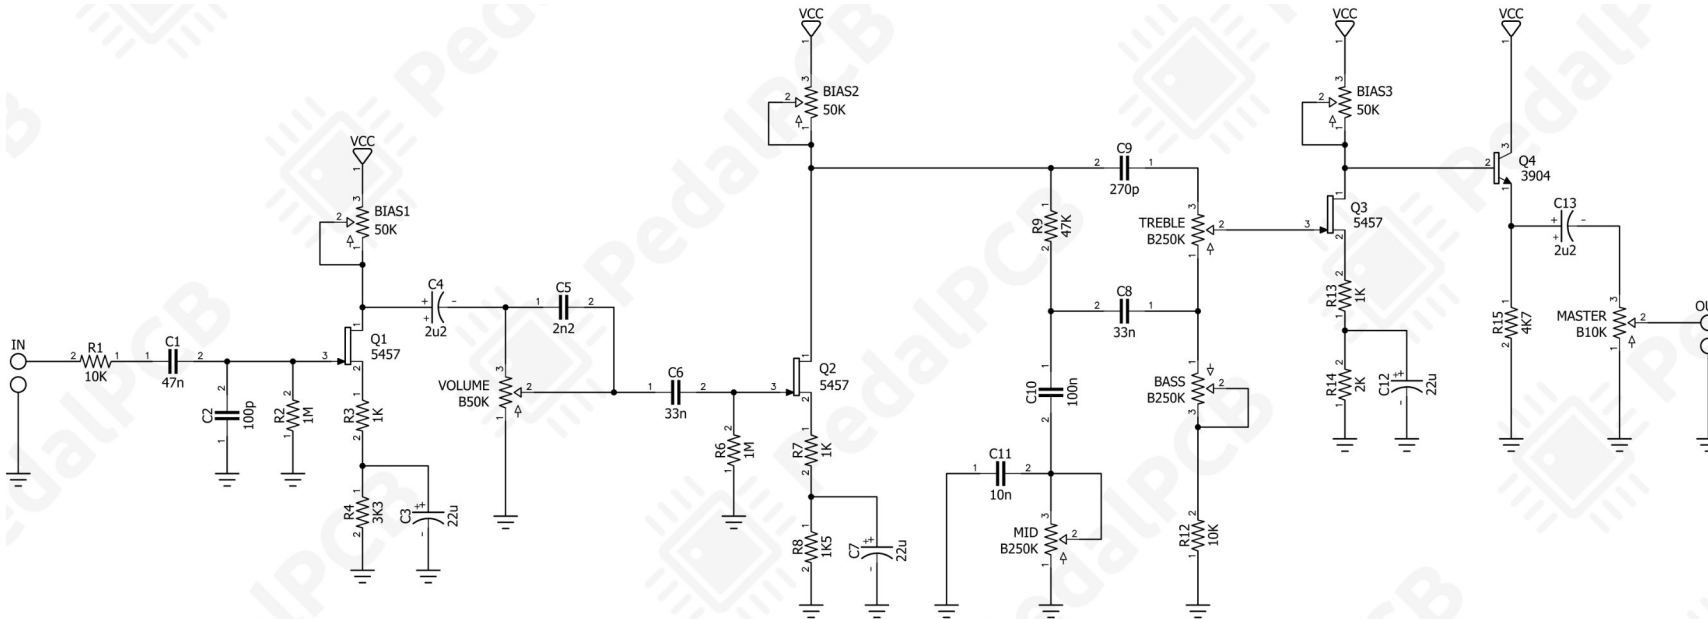 PedalPCB
VCC
BIAS1
50K
IN
R1
10K
C1
47n
C2
100p
R2
1M
Q1
5457
R3
1K
R4
3K3
C3
22u
C4
2u2
C5
2n2
VOLUME
B50K
C6
33n
R6
1M
VCC
BIAS2
50K
Q2
5457
R7
1K
R8
1K5
C7
22u
R9
47K
C9
270p
TREBLE
B250K
C8
33n
C10
100n
C11
10n
MID
B250K
BASS
B250K
R12
10K
VCC
BIAS3
50K
Q3
5457
R13
1K
R14
2K
C12
22u
VCC
Q4
3904
C13
2u2
R15
4K7
MASTER
B10K
OU